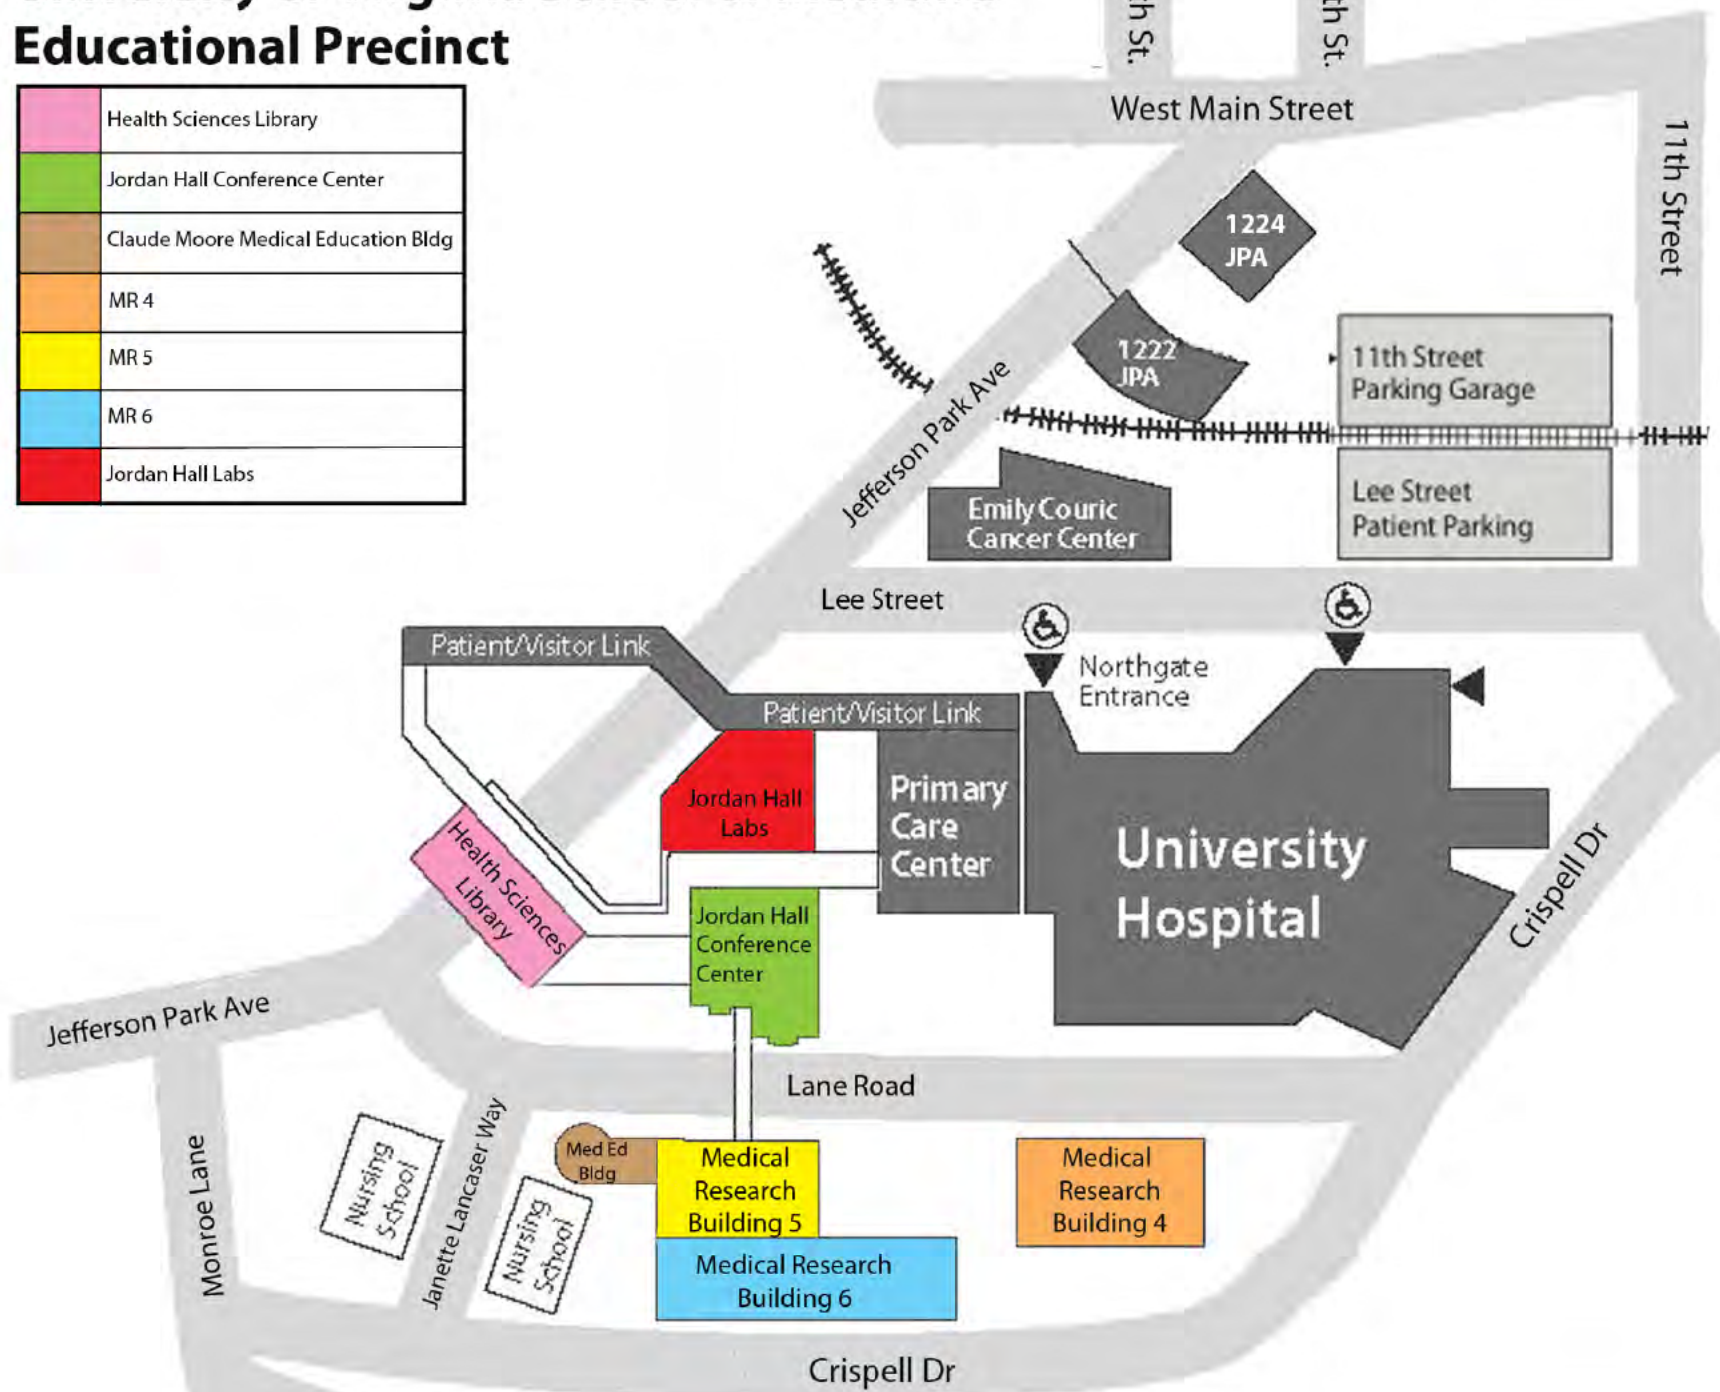 Educational Precinct
Health Sciences Library
Jordan Hall Conference Center
Claude Moore Medical Education Bldg
MR 4
MR 5
MR 6
Jordan Hall Labs
th St.
th St.
West Main Street
11th Street
1224
JPA
1222
JPA
11th Street
Parking Garage
Jefferson Park Ave
Emily Couric
Cancer Center
Lee Street
Patient Parking
Lee Street
Patient/Visitor Link
Northgate
Entrance
Patient/Visitor Link
Jordan Hall
Labs
Primary
Care
Center
University
Hospital
Health Sciences
Library
Jordan Hall
Conference
Center
Crispell Dr
Jefferson Park Ave
Lane Road
Monroe Lane
Nursing
School
Janette Lancaser Way
Med Ed
Bldg
Nursing
School
Medical
Research
Building 5
Medical
Research
Building 4
Medical Research
Building 6
Crispell Dr